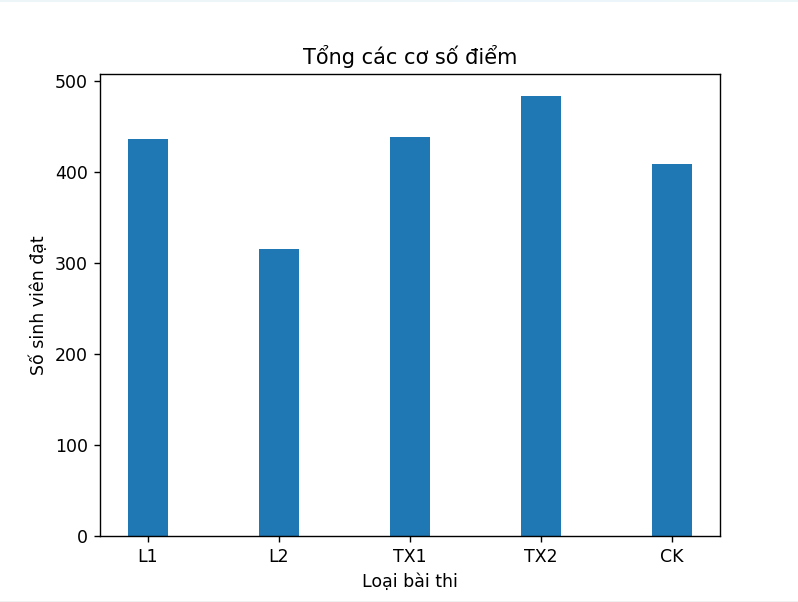 Tổng các cơ số điểm
500
400
300
200
100
0
Số sinh viên đạt
L1 L2 TX1 TX2 CK
Loại bài thi